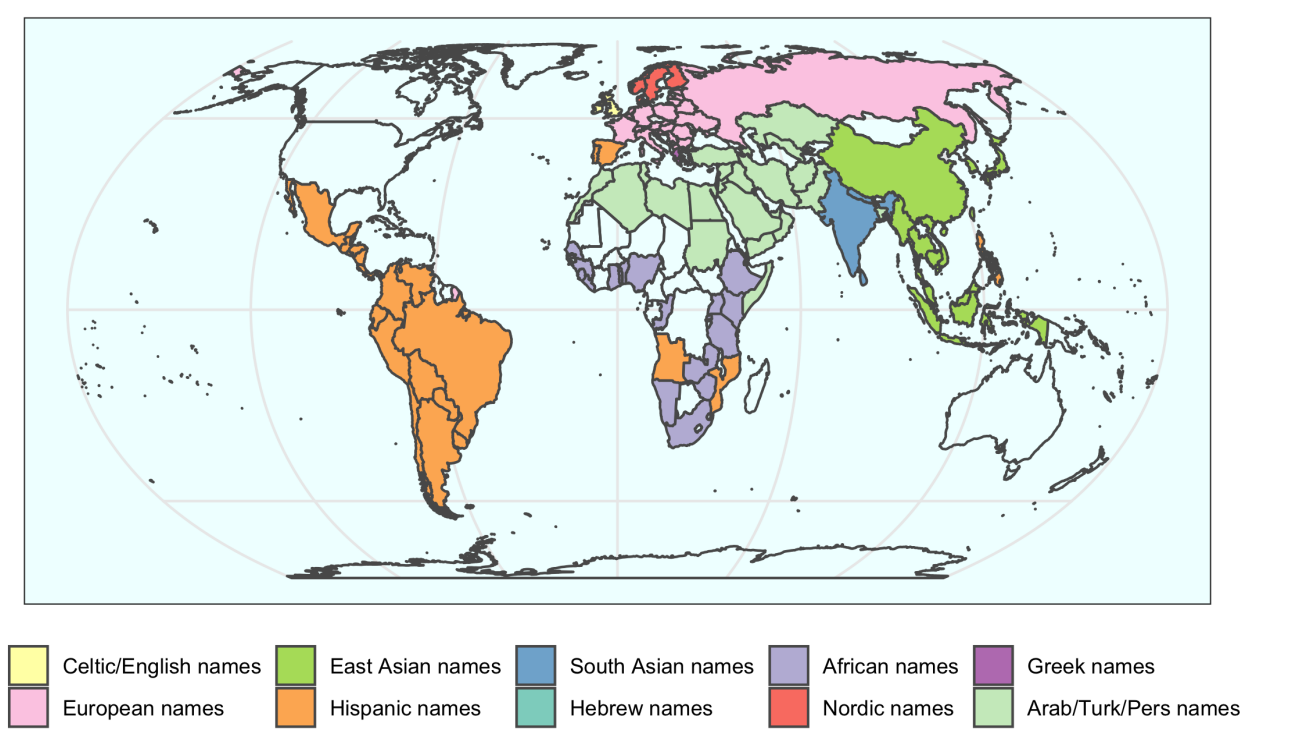 Celtic/English names East Asian names South Asian names African names Greek names
European names Hispanic names Hebrew names Nordic names Arab/Turk/Pers names